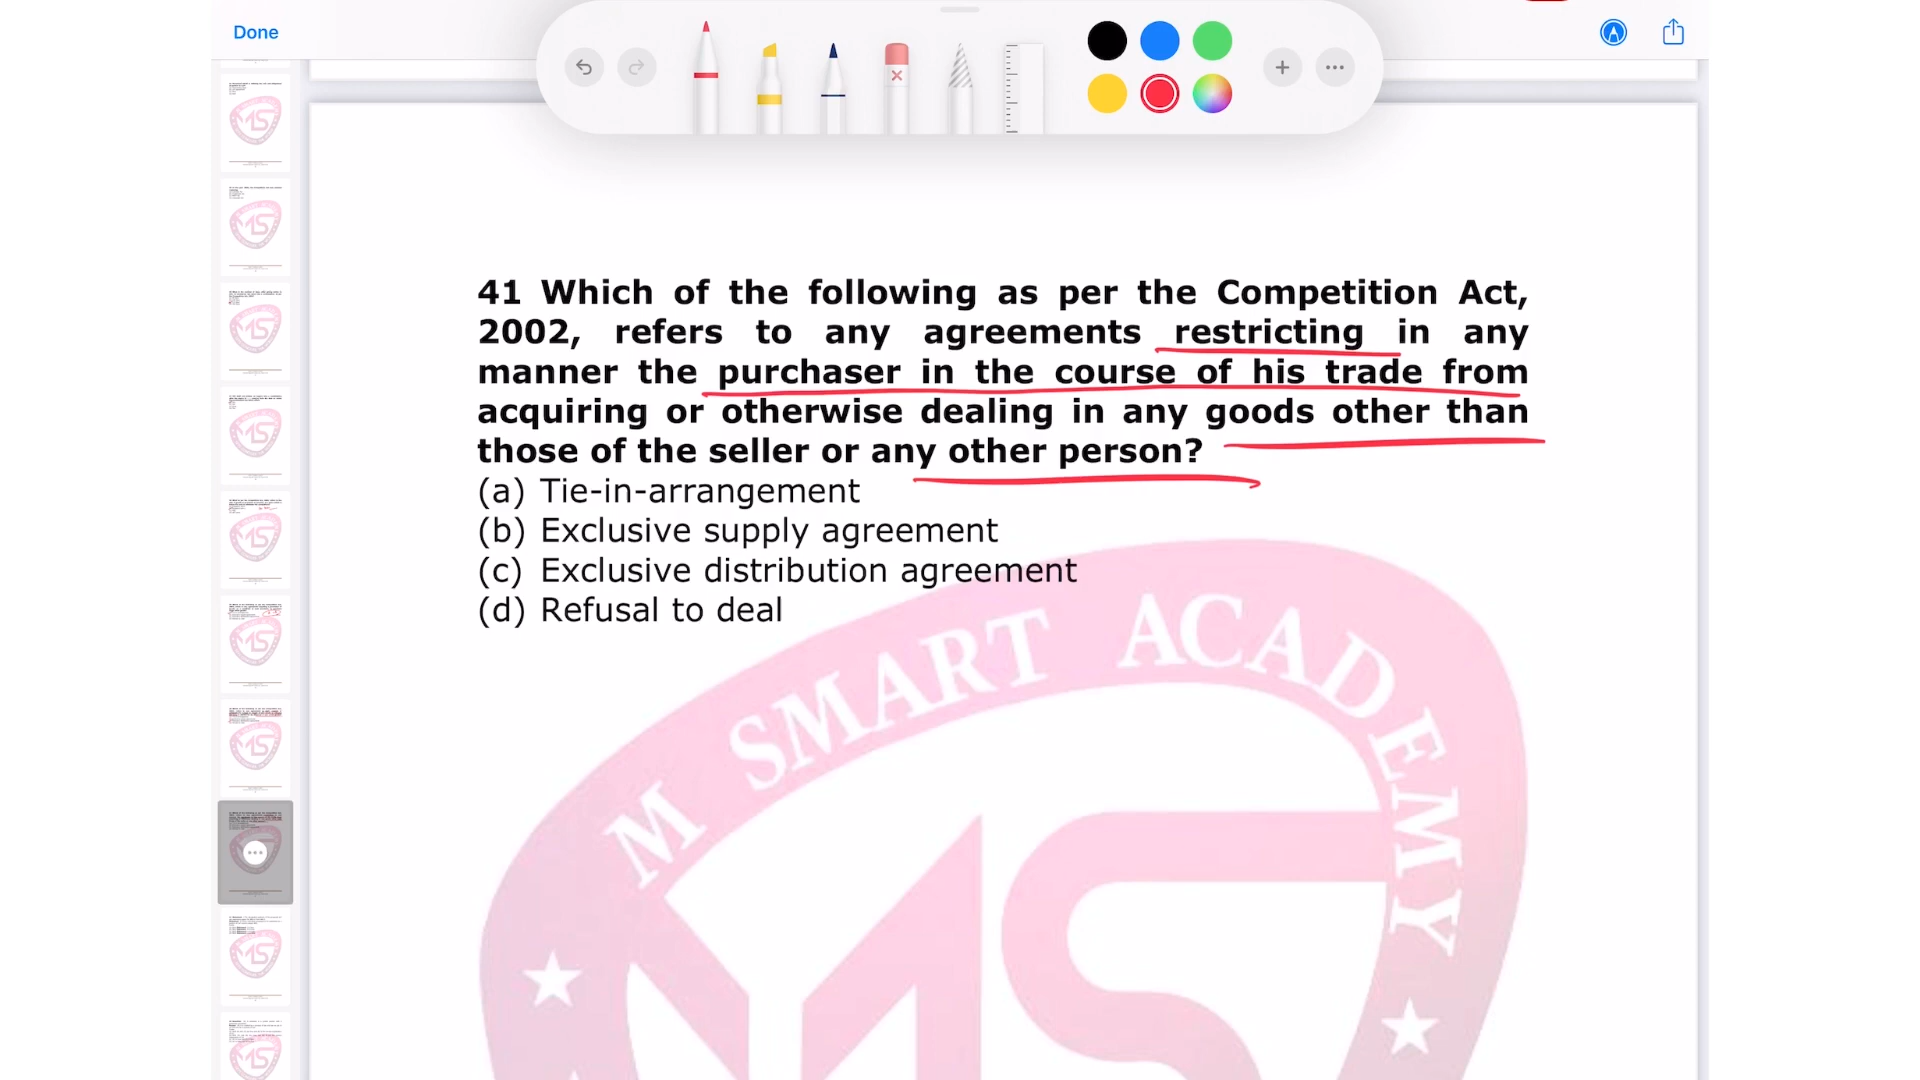 Done
41 Which of the following as per the Competition Act,
2002, refers to any agreements restricting in any
manner the purchaser in the course of his trade from
acquiring or otherwise dealing in any goods other than
those of the seller or any other person?
(a) Tie-in-arrangement
(b) Exclusive supply agreement
(c) Exclusive distribution agreement
(d) Refusal to deal
M SMART ACADEMY
MS